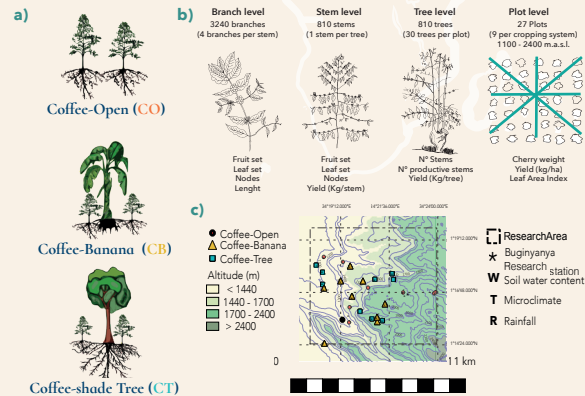 a)
Coffee-Open (CO)
Coffee-Banana (CB)
Coffee-shade Tree (CT)
b)
Branch level
3240 branches
(4 branches per stem)
Fruit set
Leaf set
Nodes
Lenght
Stem level
810 stems
(1 stem per tree)
Fruit set
Leaf set
Nodes
Yield (Kg/stem)
Tree level
810 trees
(30 trees per plot)
N° Stems
N° productive stems
Yield (Kg/tree)
Plot level
27 Plots
(9 per cropping system)
1100 - 2400 m.a.s.l.
Cherry weight
Yield (kg/ha)
Leaf Area Index
c)
Coffee-Open
Coffee-Banana
Coffee-Tree
Altitude (m)
< 1440
1440 - 1700
1700 - 2400
> 2400
0
11 km
ResearchArea
Buginyanya
Research station
W Soil water content
T Microclimate
R Rainfall